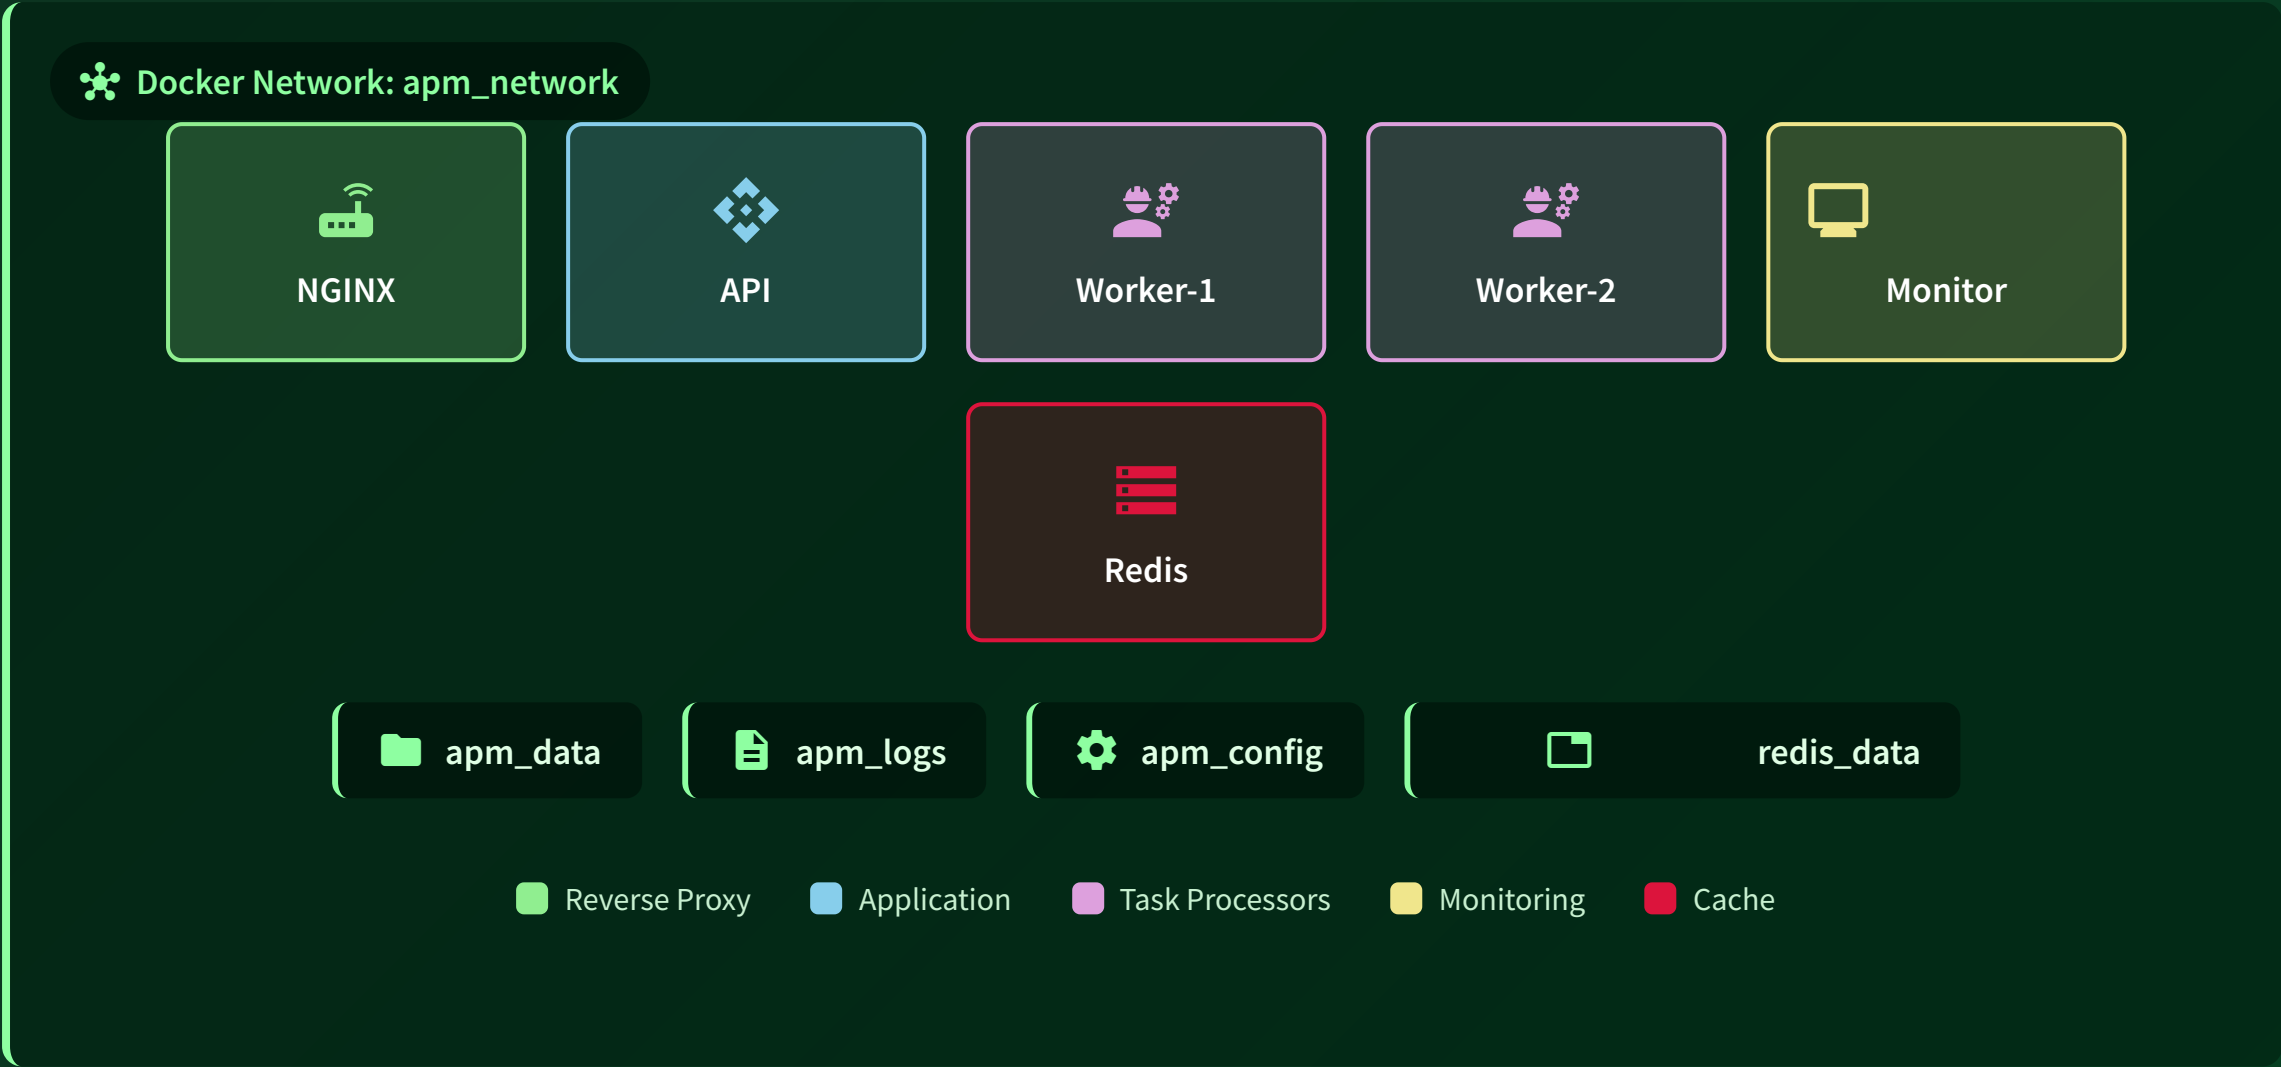 Docker Network: apm_network
NGINX
API
Worker-1
Worker-2
Monitor
Redis
apm_data
apm_logs
apm_config
redis_data
Reverse Proxy
Application
Task Processors
Monitoring
Cache